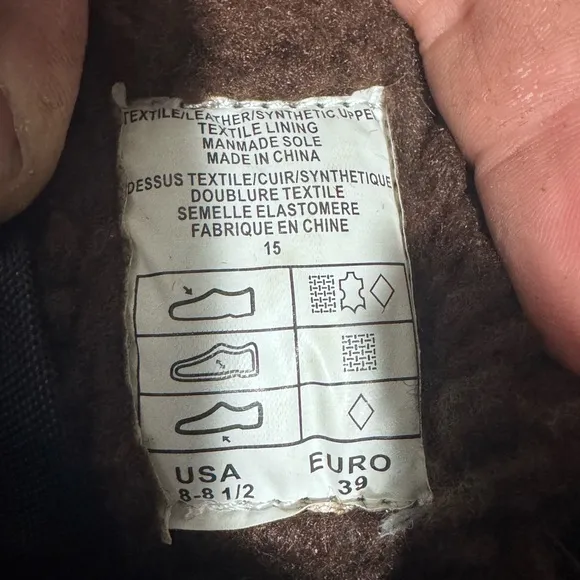 TEXTILE/LEATHER/SYNTHETIC UPPER
TEXTILE LINING
MANMADE SOLE
MADE IN CHINA
DESSUS TEXTILE/CUIR/SYNTHETIQUE
DOUBLURE TEXTILE
SEMELLE ELASTOMERE
FABRIQUE EN CHINE
15
USA EURO
8-8 1/2 39